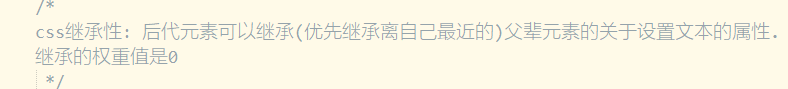 /*
css继承性: 后代元素可以继承(优先继承离自己最近的)父辈元素的关于设置文本的属性.
继承的权重值是0
*/